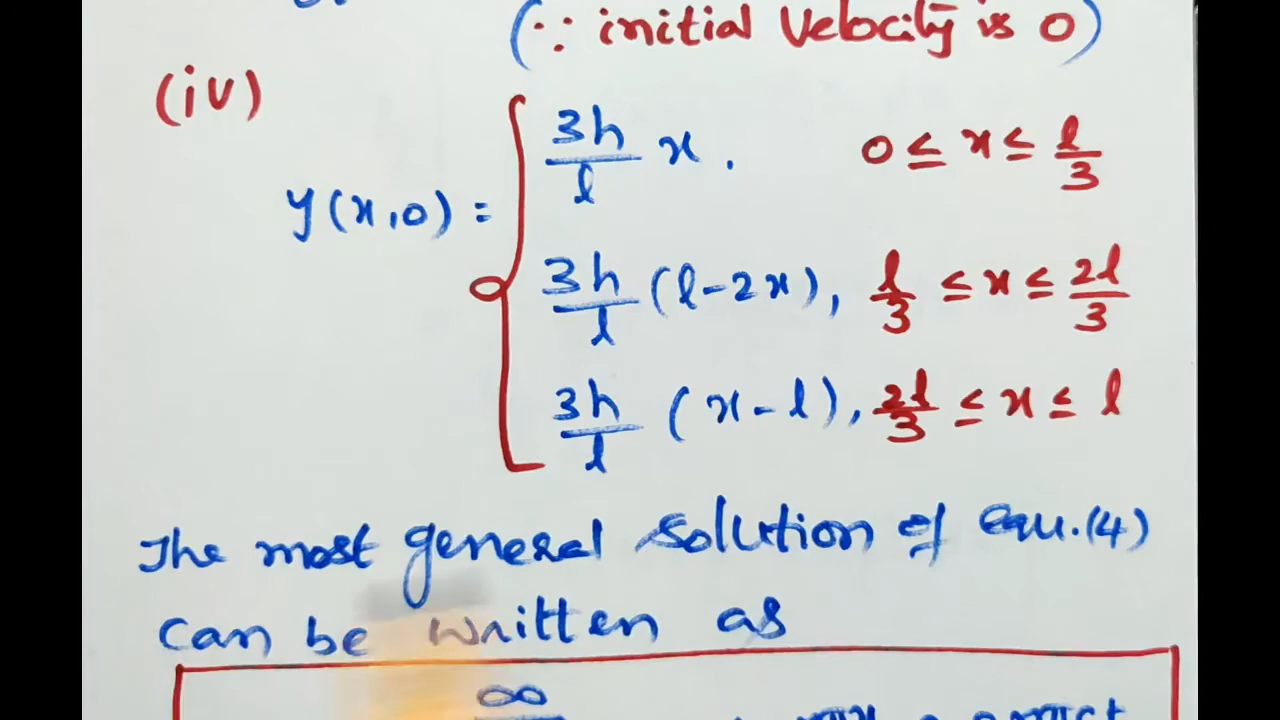 (∵ initial velocity is 0)
(iv)
y(x,0) = { 3h/l x. 0 ≤ x ≤ l/3
3h/l (l-2x), l/3 ≤ x ≤ 2l/3
3h/l (x-l), 2l/3 ≤ x ≤ l
The most general solution of equ.(4)
can be written as
∞